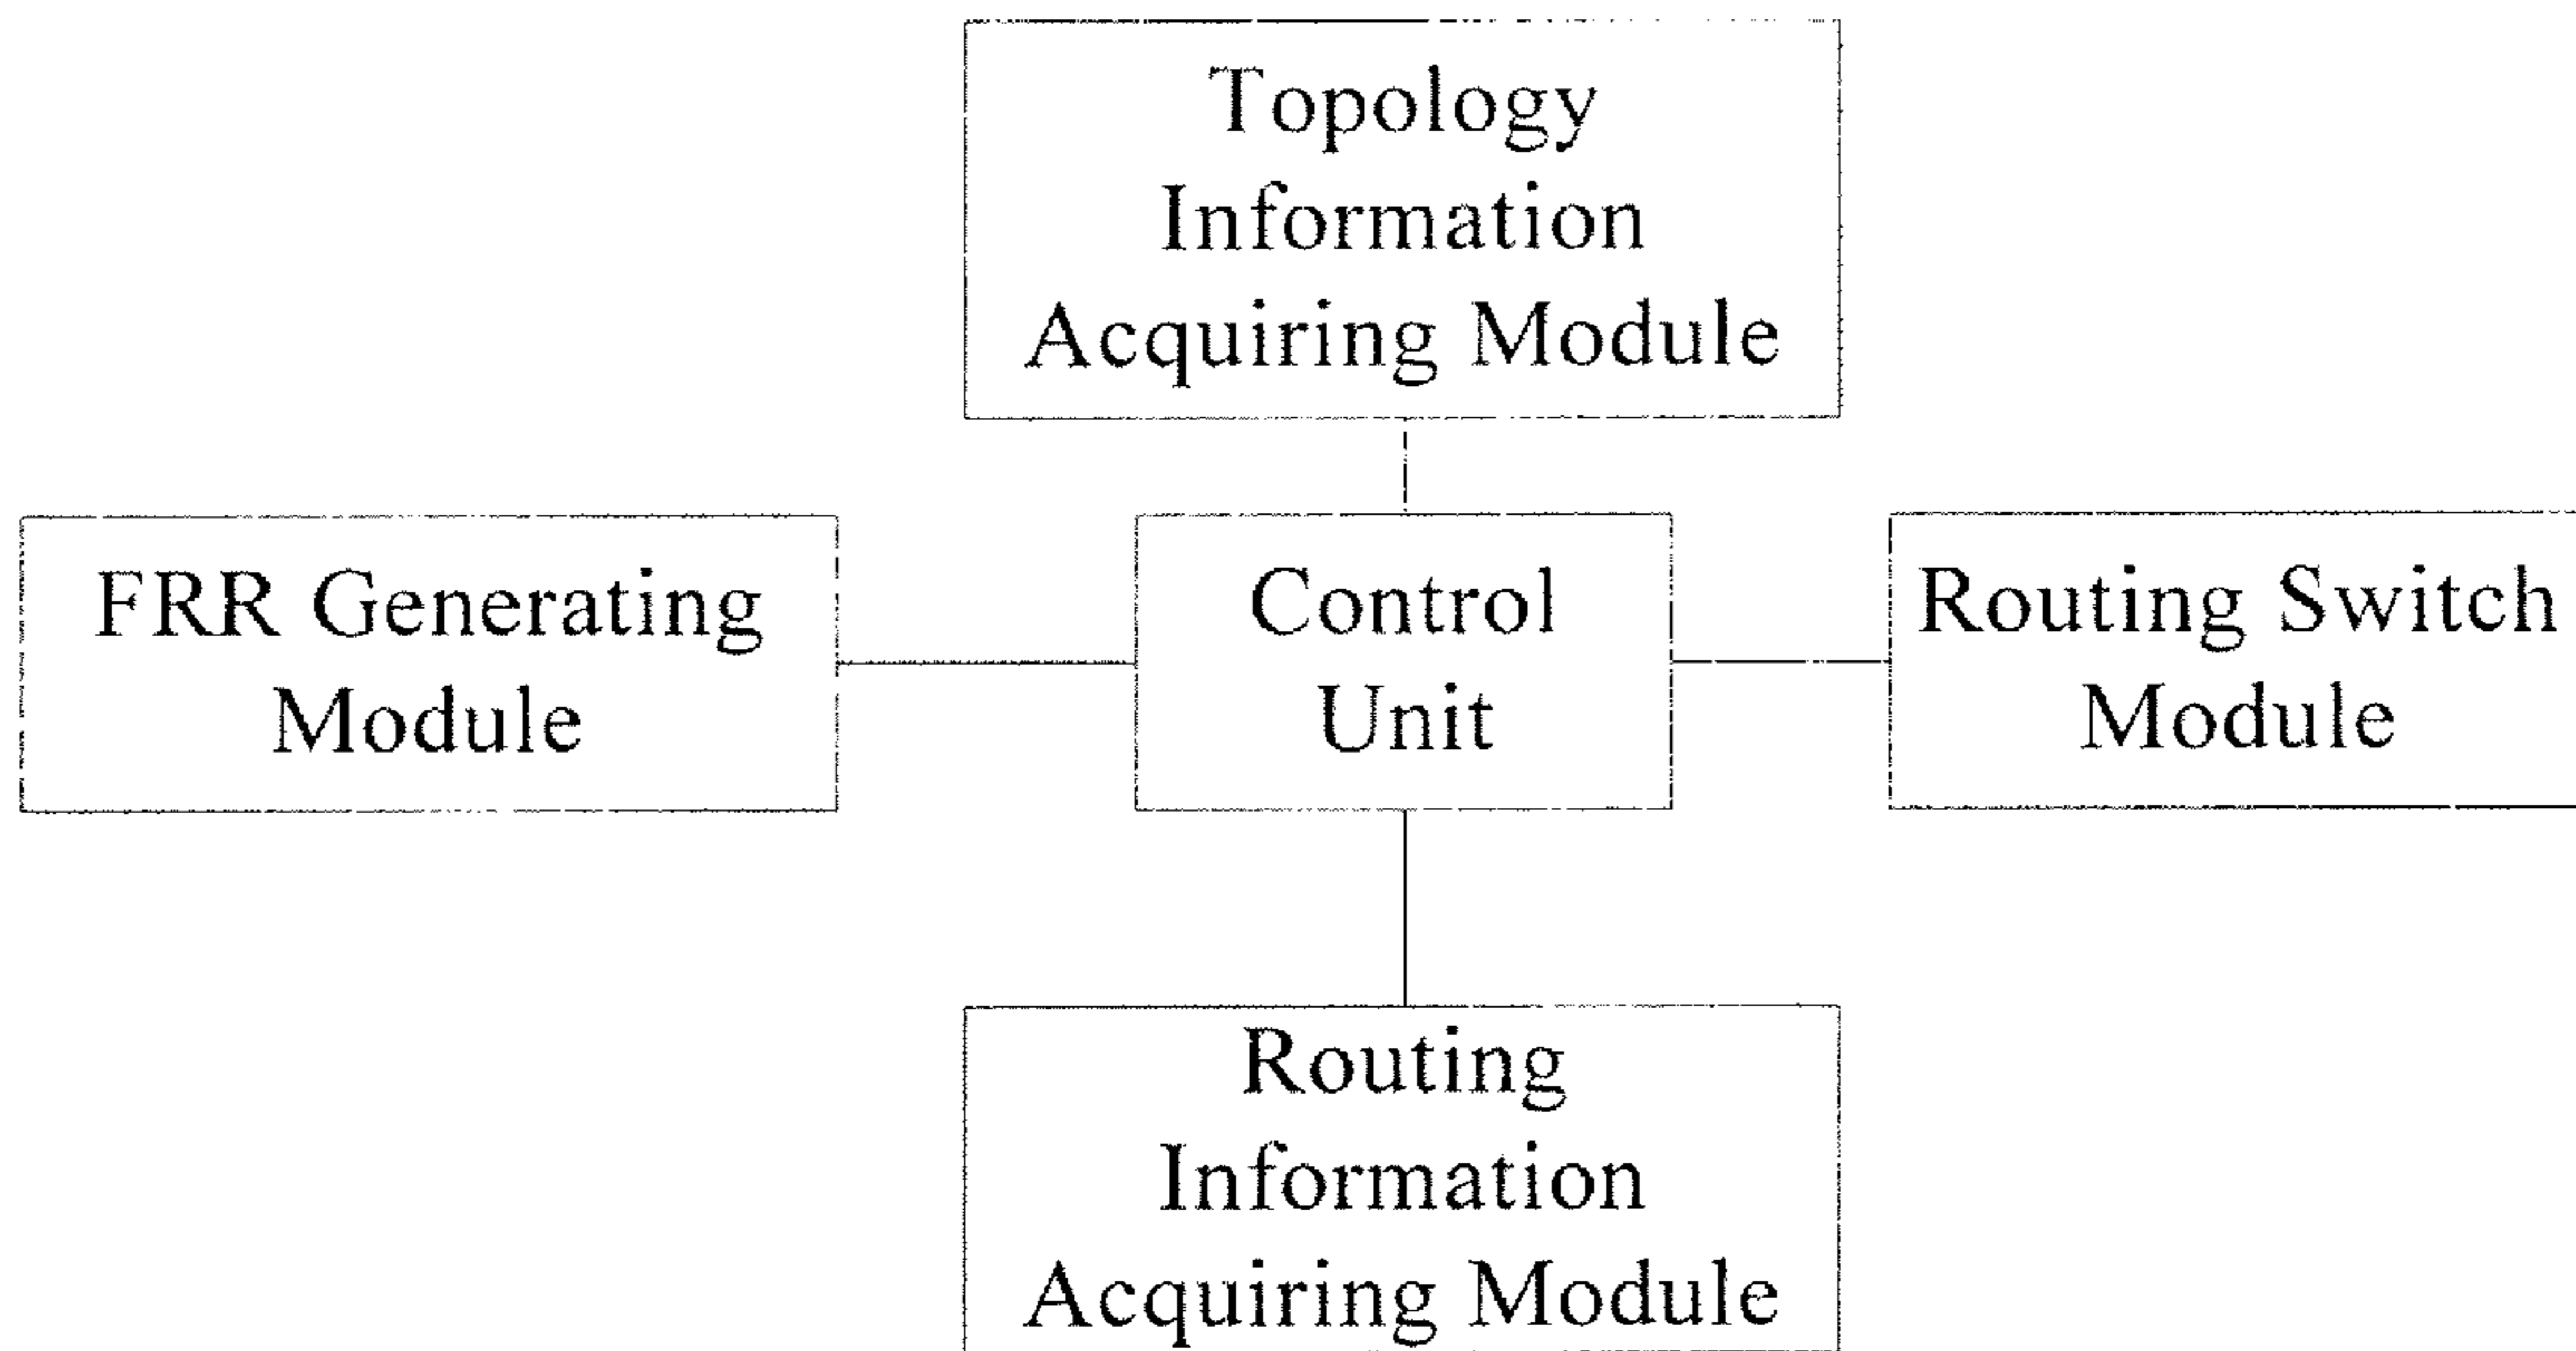 Topology
Information
Acquiring Module
FRR Generating
Module
Control
Unit
Routing Switch
Module
Routing
Information
Acquiring Module